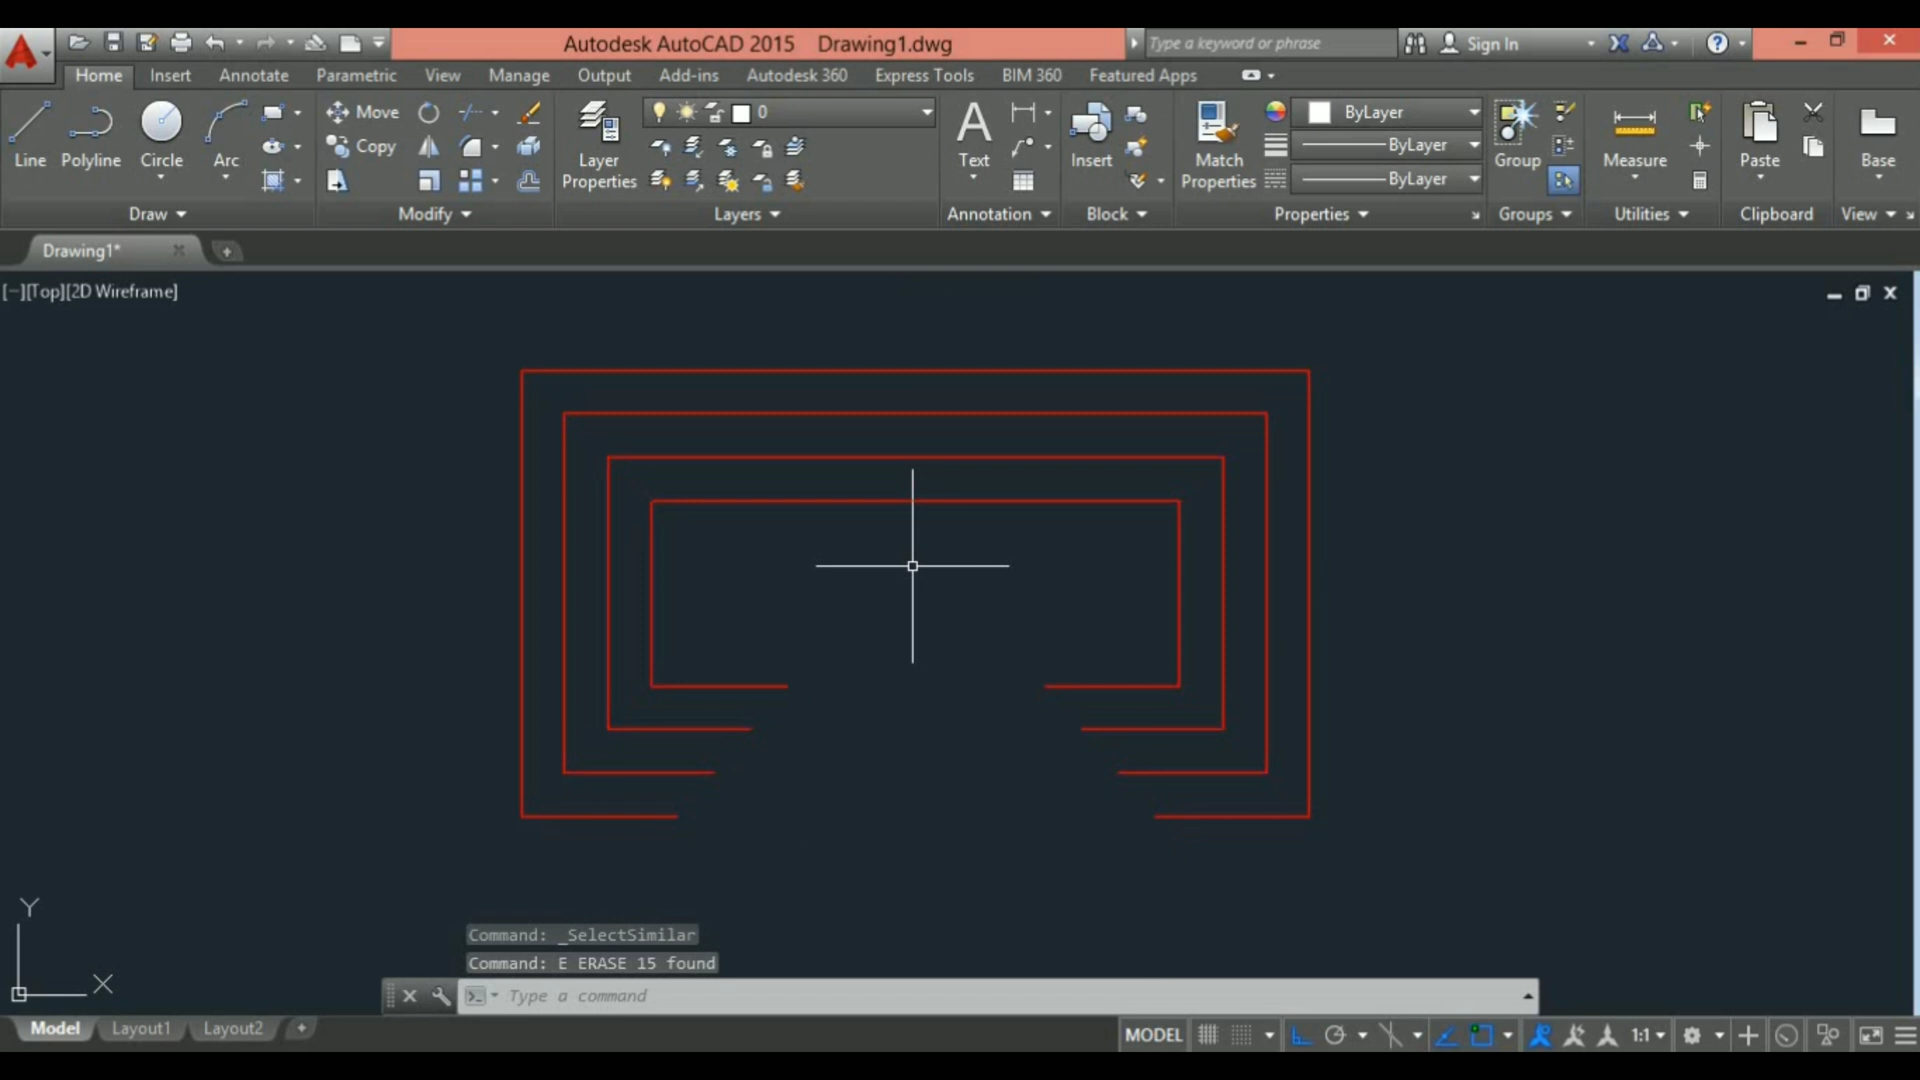 Autodesk AutoCAD 2015 Drawing1.dwg
Type a keyword or phrase
Sign In
Home Insert Annotate Parametric View Manage Output Add-ins Autodesk 360 Express Tools BIM 360 Featured Apps
Line Polyline Circle Arc
Move
Copy
Layer Properties
0
Text
Insert
Match Properties
ByLayer
ByLayer
ByLayer
Group
Measure
Paste
Base
Draw Modify Layers Annotation Block Properties Groups Utilities Clipboard View
Drawing1*
[−][Top][2D Wireframe]
Y
X
Command: _SelectSimilar
Command: E ERASE 15 found
Type a command
Model Layout1 Layout2
MODEL 1:1